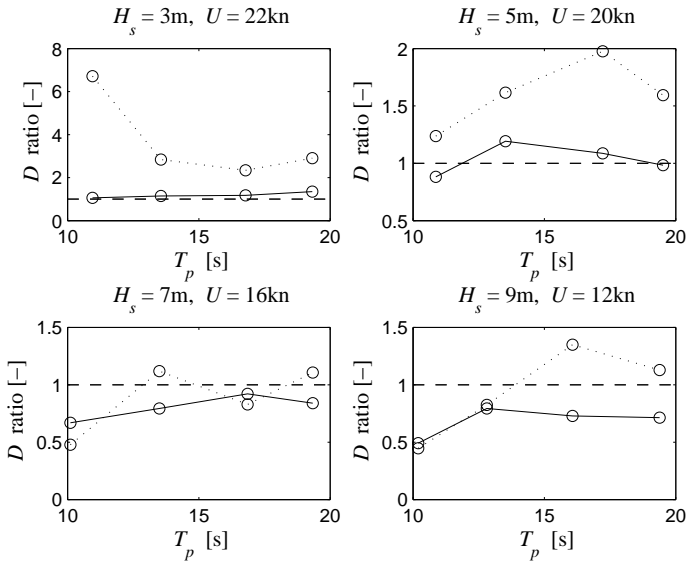 H_s = 3m, U = 22kn
8
6
4
2
0
D ratio [−]
10
15
20
T_p [s]
H_s = 5m, U = 20kn
2
1.5
1
0.5
D ratio [−]
10
15
20
T_p [s]
H_s = 7m, U = 16kn
1.5
1
0.5
0
D ratio [−]
10
15
20
T_p [s]
H_s = 9m, U = 12kn
1.5
1
0.5
0
D ratio [−]
10
15
20
T_p [s]